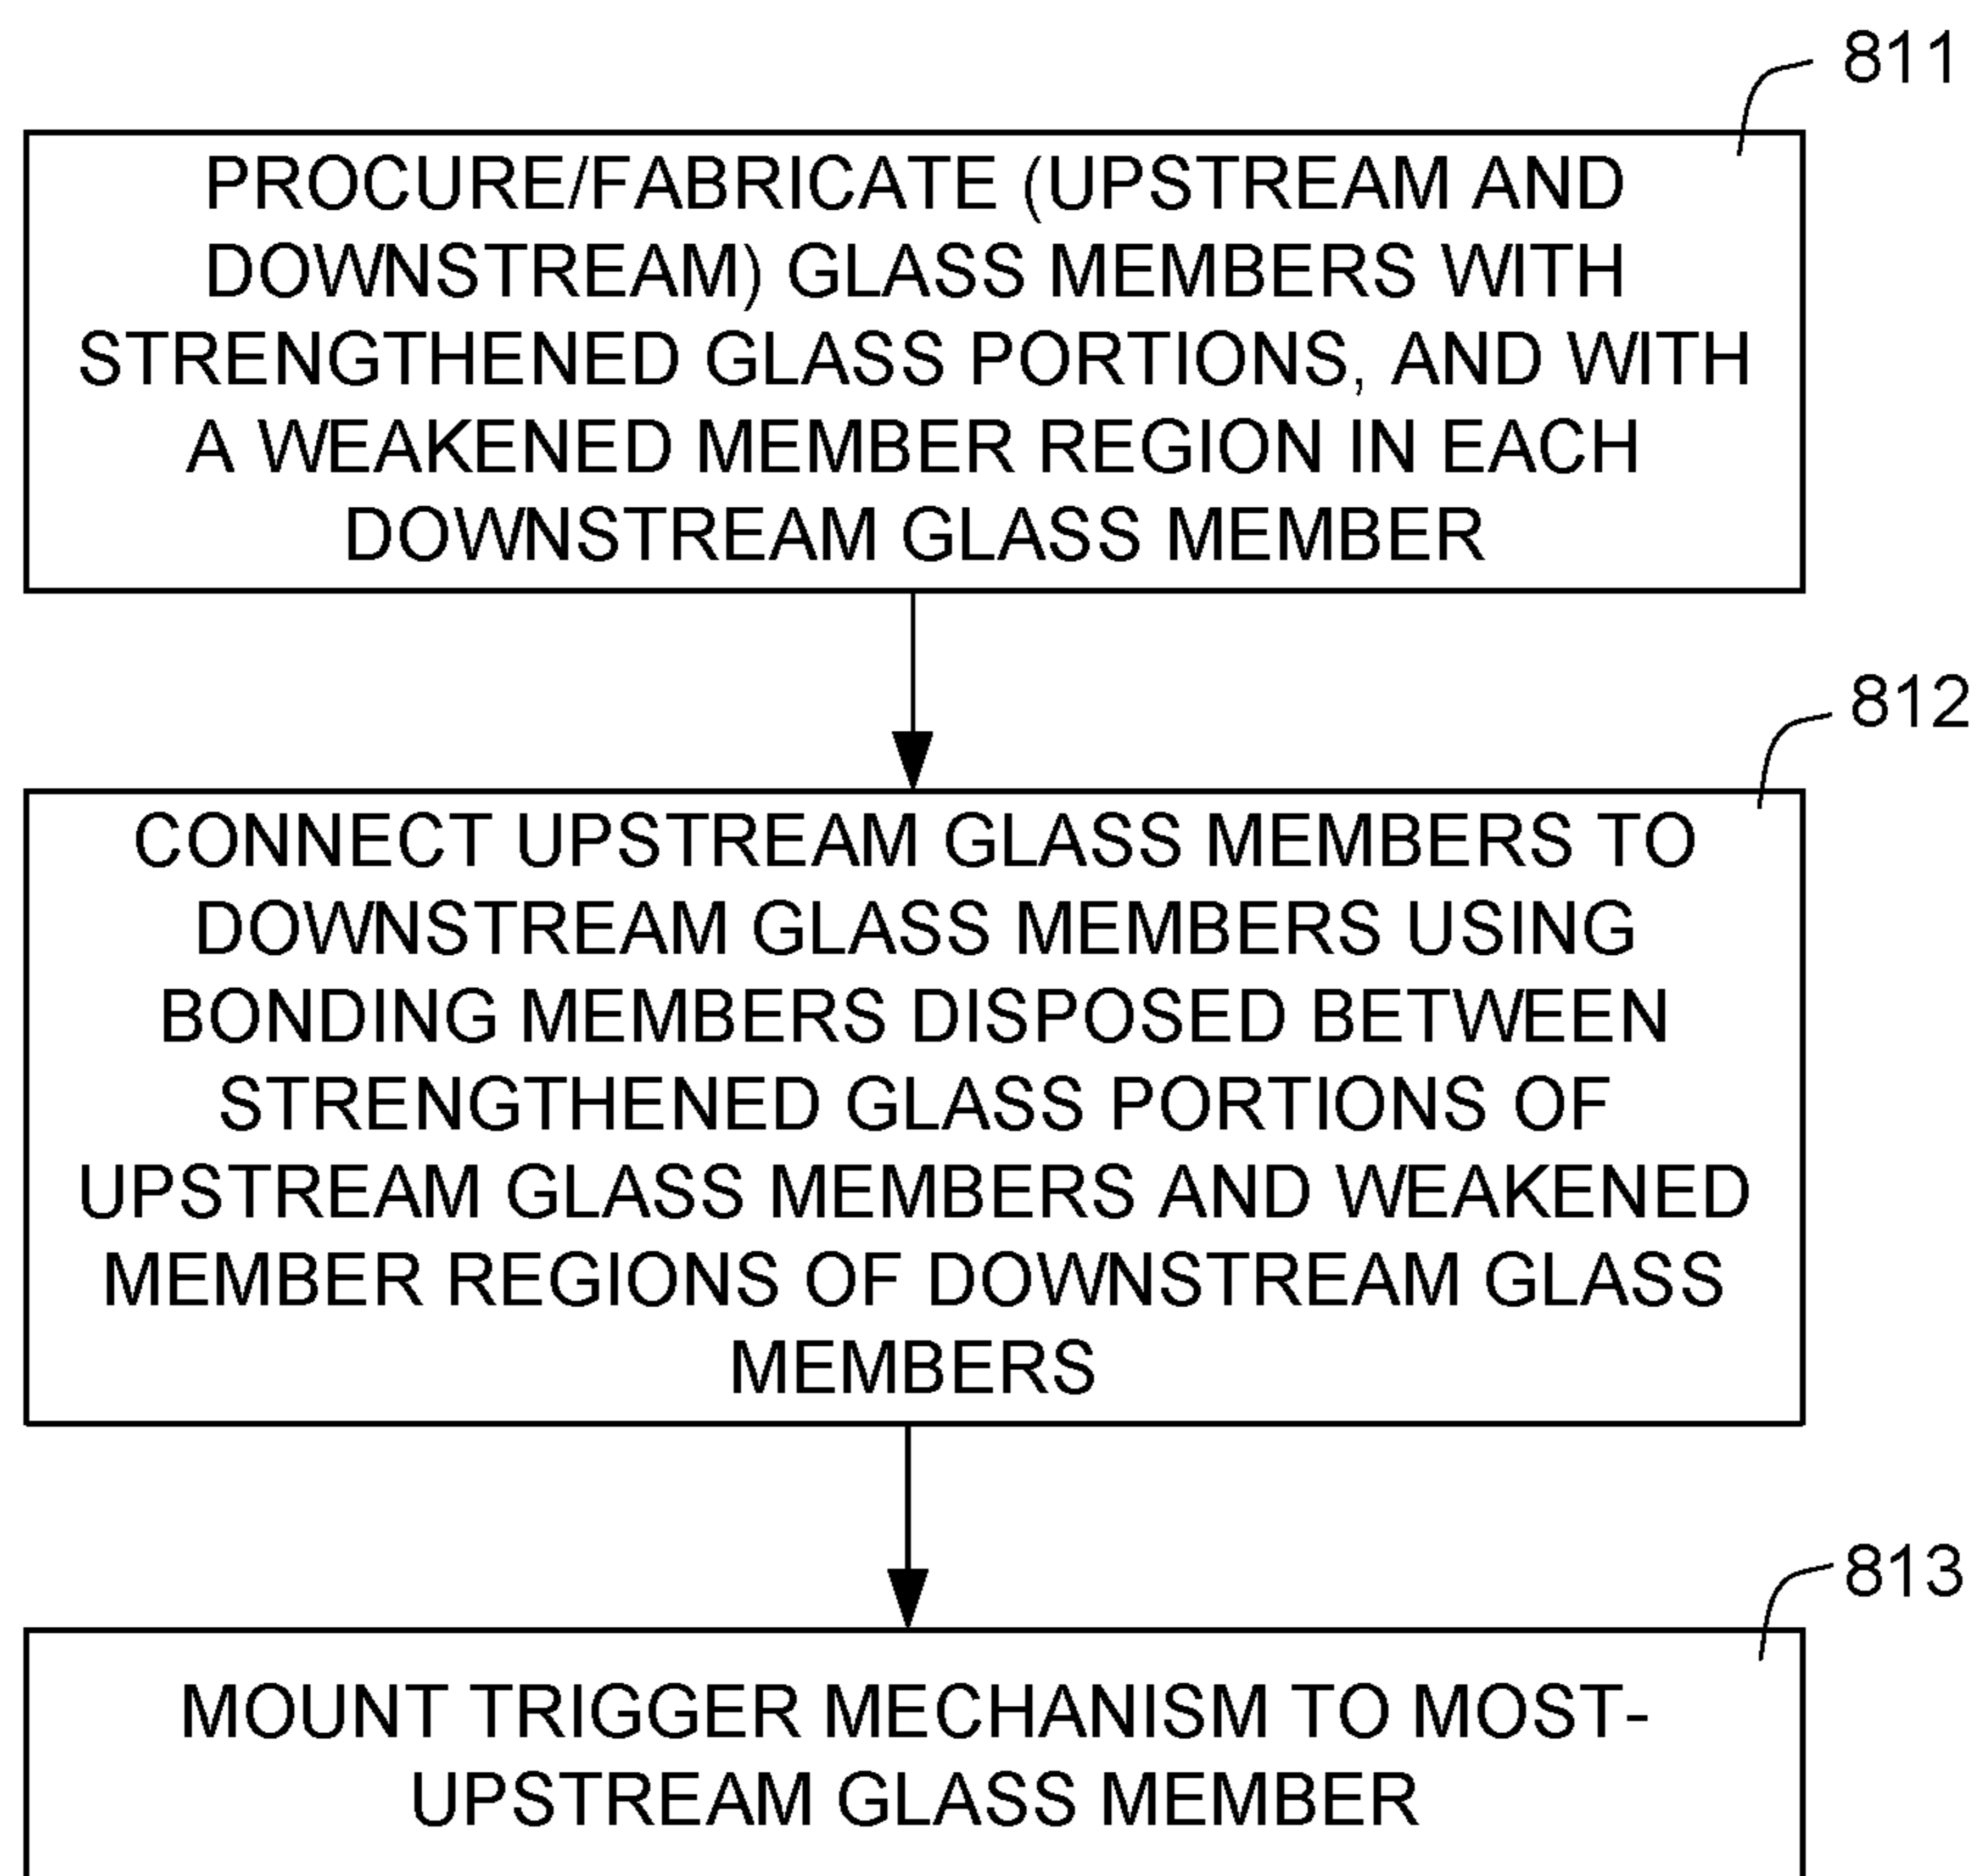 811
PROCURE/FABRICATE (UPSTREAM AND
DOWNSTREAM) GLASS MEMBERS WITH
STRENGTHENED GLASS PORTIONS, AND WITH
A WEAKENED MEMBER REGION IN EACH
DOWNSTREAM GLASS MEMBER
812
CONNECT UPSTREAM GLASS MEMBERS TO
DOWNSTREAM GLASS MEMBERS USING
BONDING MEMBERS DISPOSED BETWEEN
STRENGTHENED GLASS PORTIONS OF
UPSTREAM GLASS MEMBERS AND WEAKENED
MEMBER REGIONS OF DOWNSTREAM GLASS
MEMBERS
813
MOUNT TRIGGER MECHANISM TO MOST-
UPSTREAM GLASS MEMBER